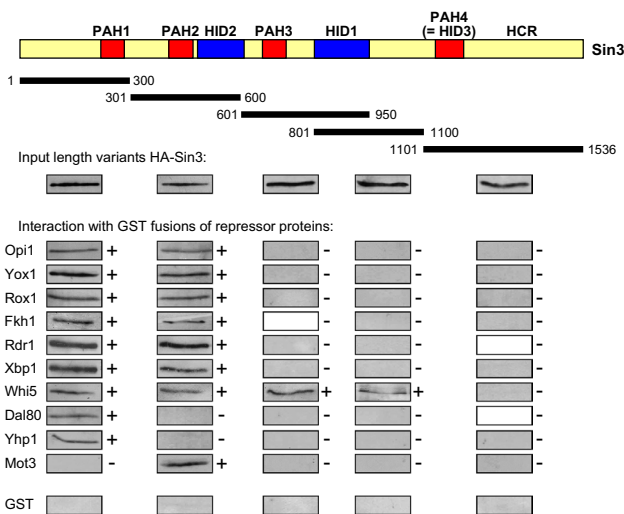 PAH1 PAH2 HID2 PAH3 HID1 PAH4 (= HID3) HCR
Sin3
1 300
301 600
601 950
801 1100
1101 1536
Input length variants HA-Sin3:
Interaction with GST fusions of repressor proteins:
Opi1 + + - - -
Yox1 + + - - -
Rox1 + + - - -
Fkh1 + + - - -
Rdr1 + + - - -
Xbp1 + + - - -
Whi5 + + + + -
Dal80 + - - - -
Yhp1 + - - - -
Mot3 - + - - -
GST